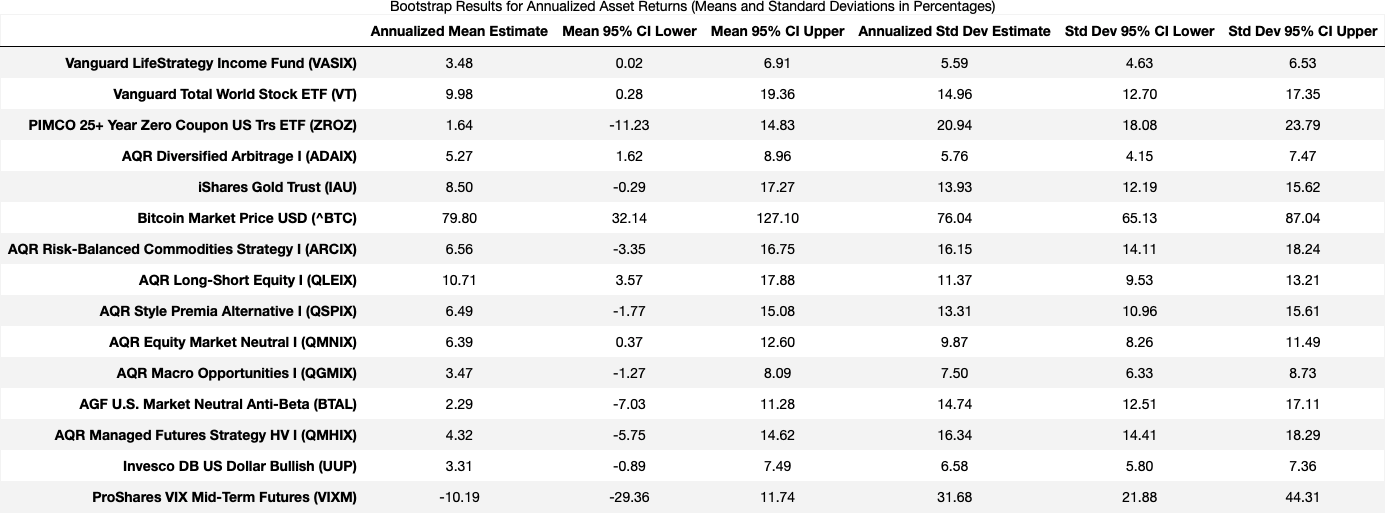 Bootstrap Results for Annualized Asset Returns (Means and Standard Deviations in Percentages)
Annualized Mean Estimate Mean 95% CI Lower Mean 95% CI Upper Annualized Std Dev Estimate Std Dev 95% CI Lower Std Dev 95% CI Upper
Vanguard LifeStrategy Income Fund (VASIX) 3.48 0.02 6.91 5.59 4.63 6.53
Vanguard Total World Stock ETF (VT) 9.98 0.28 19.36 14.96 12.70 17.35
PIMCO 25+ Year Zero Coupon US Trs ETF (ZROZ) 1.64 -11.23 14.83 20.94 18.08 23.79
AQR Diversified Arbitrage I (ADAIX) 5.27 1.62 8.96 5.76 4.15 7.47
iShares Gold Trust (IAU) 8.50 -0.29 17.27 13.93 12.19 15.62
Bitcoin Market Price USD (^BTC) 79.80 32.14 127.10 76.04 65.13 87.04
AQR Risk-Balanced Commodities Strategy I (ARCIX) 6.56 -3.35 16.75 16.15 14.11 18.24
AQR Long-Short Equity I (QLEIX) 10.71 3.57 17.88 11.37 9.53 13.21
AQR Style Premia Alternative I (QSPIX) 6.49 -1.77 15.08 13.31 10.96 15.61
AQR Equity Market Neutral I (QMNIX) 6.39 0.37 12.60 9.87 8.26 11.49
AQR Macro Opportunities I (QGMIX) 3.47 -1.27 8.09 7.50 6.33 8.73
AGF U.S. Market Neutral Anti-Beta (BTAL) 2.29 -7.03 11.28 14.74 12.51 17.11
AQR Managed Futures Strategy HV I (QMHIX) 4.32 -5.75 14.62 16.34 14.41 18.29
Invesco DB US Dollar Bullish (UUP) 3.31 -0.89 7.49 6.58 5.80 7.36
ProShares VIX Mid-Term Futures (VIXM) -10.19 -29.36 11.74 31.68 21.88 44.31